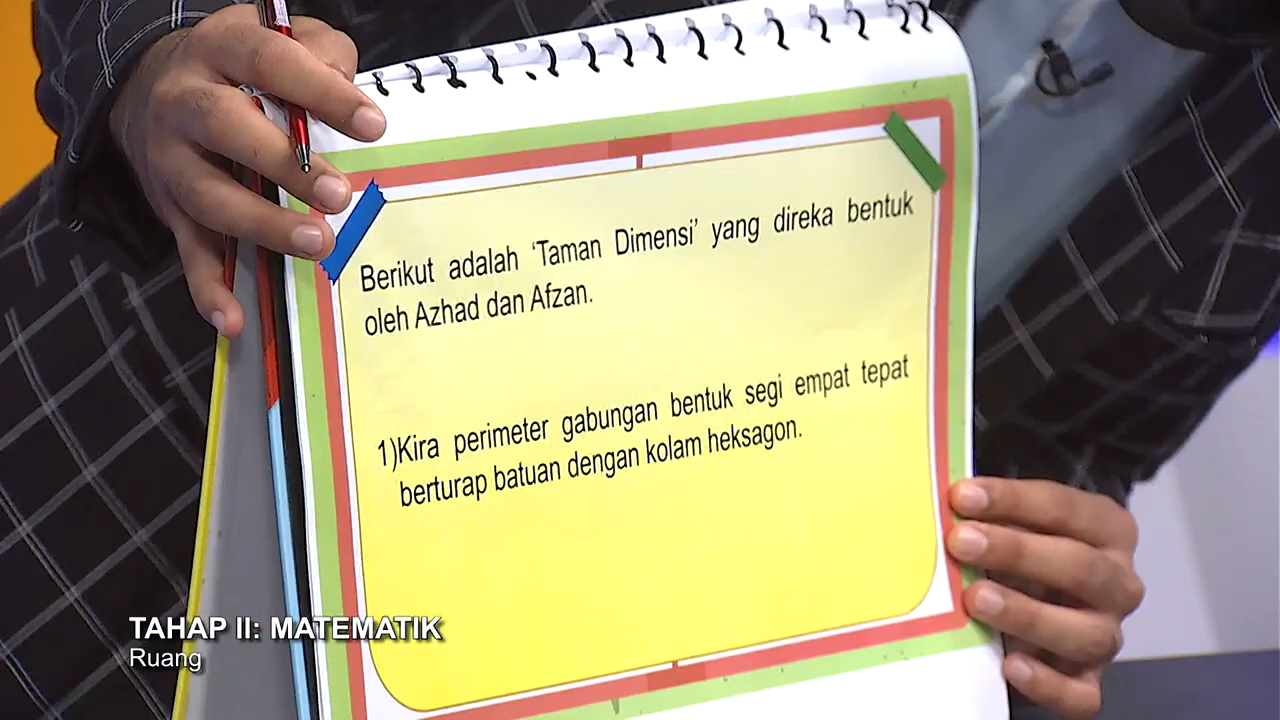 Berikut adalah ‘Taman Dimensi’ yang direka bentuk
oleh Azhad dan Afzan.
1)Kira perimeter gabungan bentuk segi empat tepat
berturap batuan dengan kolam heksagon.
TAHAP II: MATEMATIK
Ruang